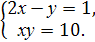 2x − y = 1,
xy = 10.